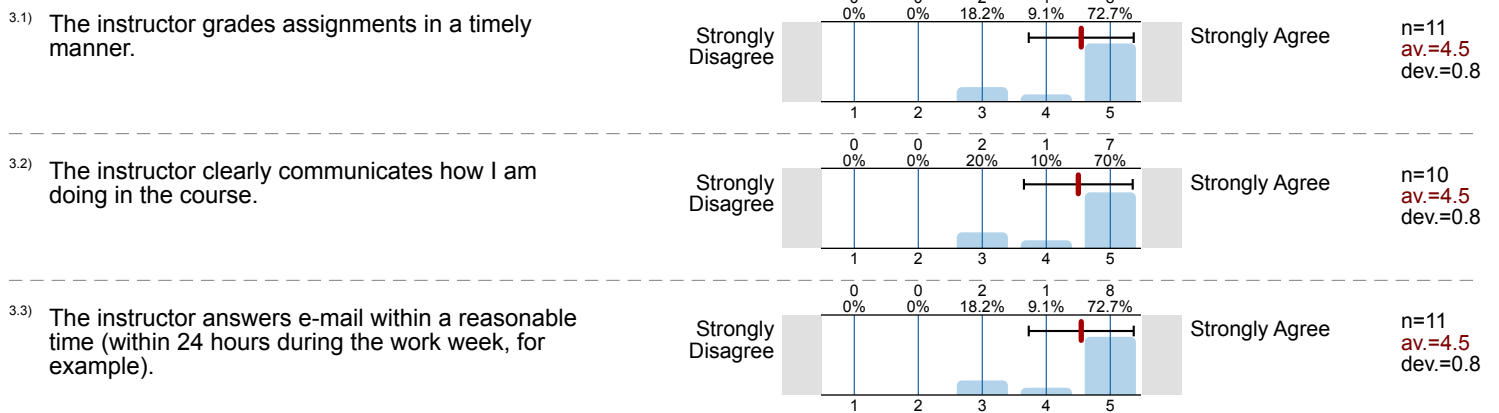 3.1) The instructor grades assignments in a timely
manner.
0% 0% 18.2% 9.1% 72.7%
Strongly
Disagree
Strongly Agree
n=11
av.=4.5
dev.=0.8
1 2 3 4 5
3.2) The instructor clearly communicates how I am
doing in the course.
0 0 2 1 7
0% 0% 20% 10% 70%
Strongly
Disagree
Strongly Agree
n=10
av.=4.5
dev.=0.8
1 2 3 4 5
3.3) The instructor answers e-mail within a reasonable
time (within 24 hours during the work week, for
example).
0 0 2 1 8
0% 0% 18.2% 9.1% 72.7%
Strongly
Disagree
Strongly Agree
n=11
av.=4.5
dev.=0.8
1 2 3 4 5